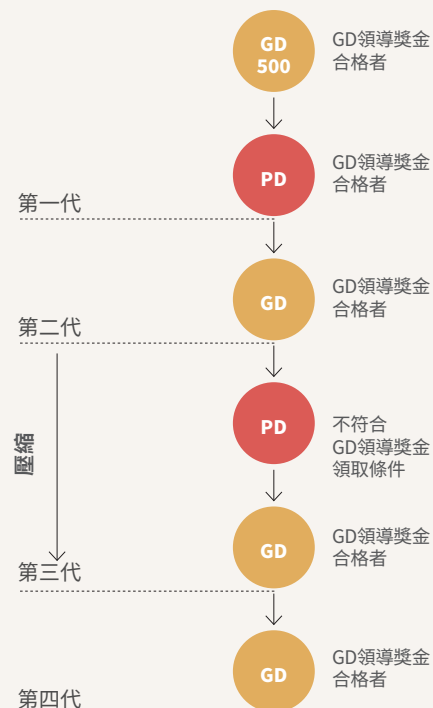 GD
500
GD領導獎金
合格者
PD
GD領導獎金
合格者
第一代
GD
GD領導獎金
合格者
第二代
PD
不符合
GD領導獎金
領取條件
壓縮
GD
GD領導獎金
合格者
第三代
GD
GD領導獎金
合格者
第四代